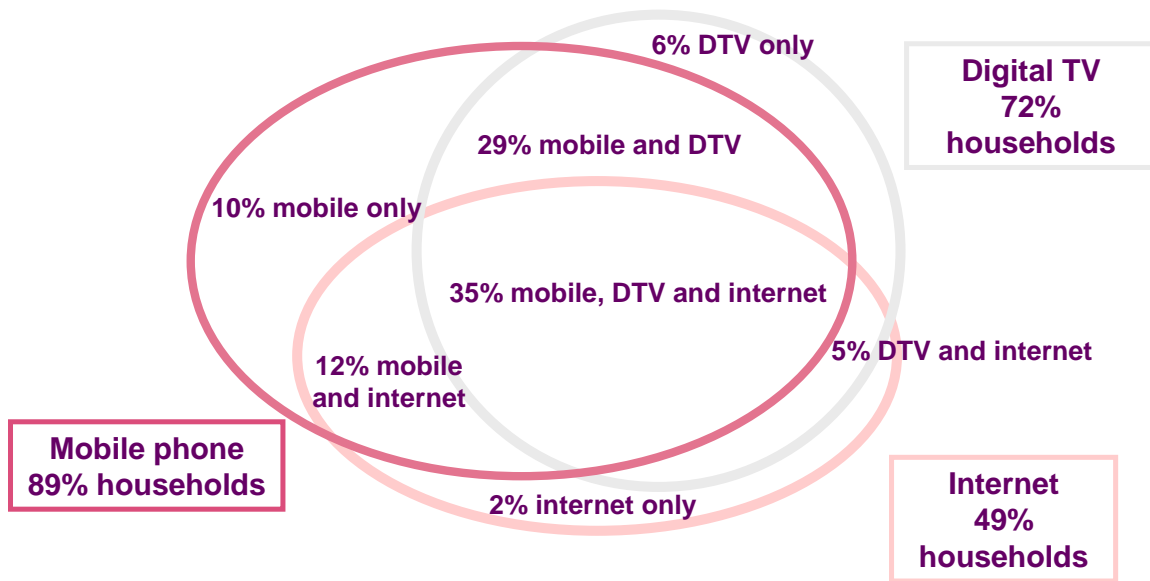 6% DTV only
Digital TV
72%
households
29% mobile and DTV
10% mobile only
35% mobile, DTV and internet
5% DTV and internet
12% mobile
and internet
Mobile phone
89% households
2% internet only
Internet
49%
households